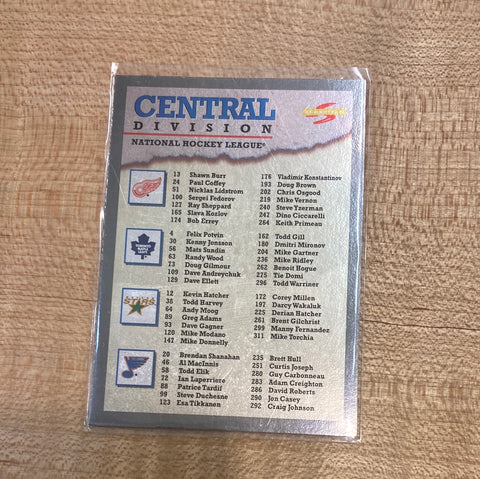 CENTRAL
DIVISION
NATIONAL HOCKEY LEAGUE®
13 Shawn Burr
24 Paul Coffey
51 Nicklas Lidstrom
100 Sergei Fedorov
127 Ray Sheppard
165 Slava Kozlov
174 Bob Errey
176 Vladimir Konstantinov
193 Doug Brown
202 Chris Osgood
219 Mike Vernon
240 Steve Yzerman
247 Dino Ciccarelli
264 Keith Primeau
4 Felix Potvin
30 Kenny Jonsson
56 Mats Sundin
63 Randy Wood
73 Doug Gilmour
109 Dave Andreychuk
129 Dave Ellett
162 Todd Gill
180 Dmitri Mironov
204 Mike Gartner
236 Mike Ridley
262 Benoit Hogue
275 Tie Domi
296 Todd Warriner
STARS
12 Kevin Hatcher
38 Todd Harvey
64 Andy Moog
89 Greg Adams
93 Dave Gagner
120 Mike Modano
147 Mike Donnelly
172 Corey Millen
197 Darcy Wakaluk
225 Derian Hatcher
261 Brent Gilchrist
299 Manny Fernandez
311 Mike Torchia
20 Brendan Shanahan
46 Al MacInnis
58 Todd Elik
72 Ian Laperriere
88 Patrice Tardif
99 Steve Duchesne
123 Esa Tikkanen
235 Brett Hull
251 Curtis Joseph
280 Guy Carbonneau
283 Adam Creighton
286 David Roberts
290 Jon Casey
292 Craig Johnson